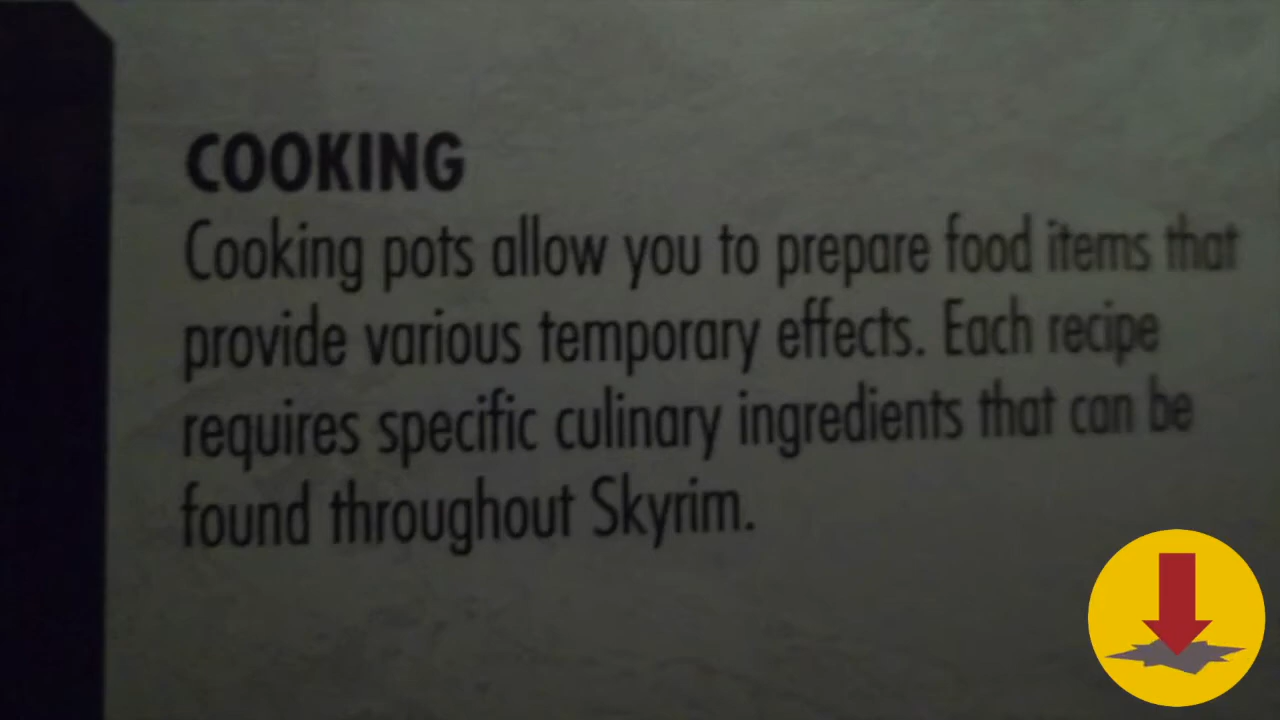 COOKING
Cooking pots allow you to prepare food items that
provide various temporary effects. Each recipe
requires specific culinary ingredients that can be
found throughout Skyrim.